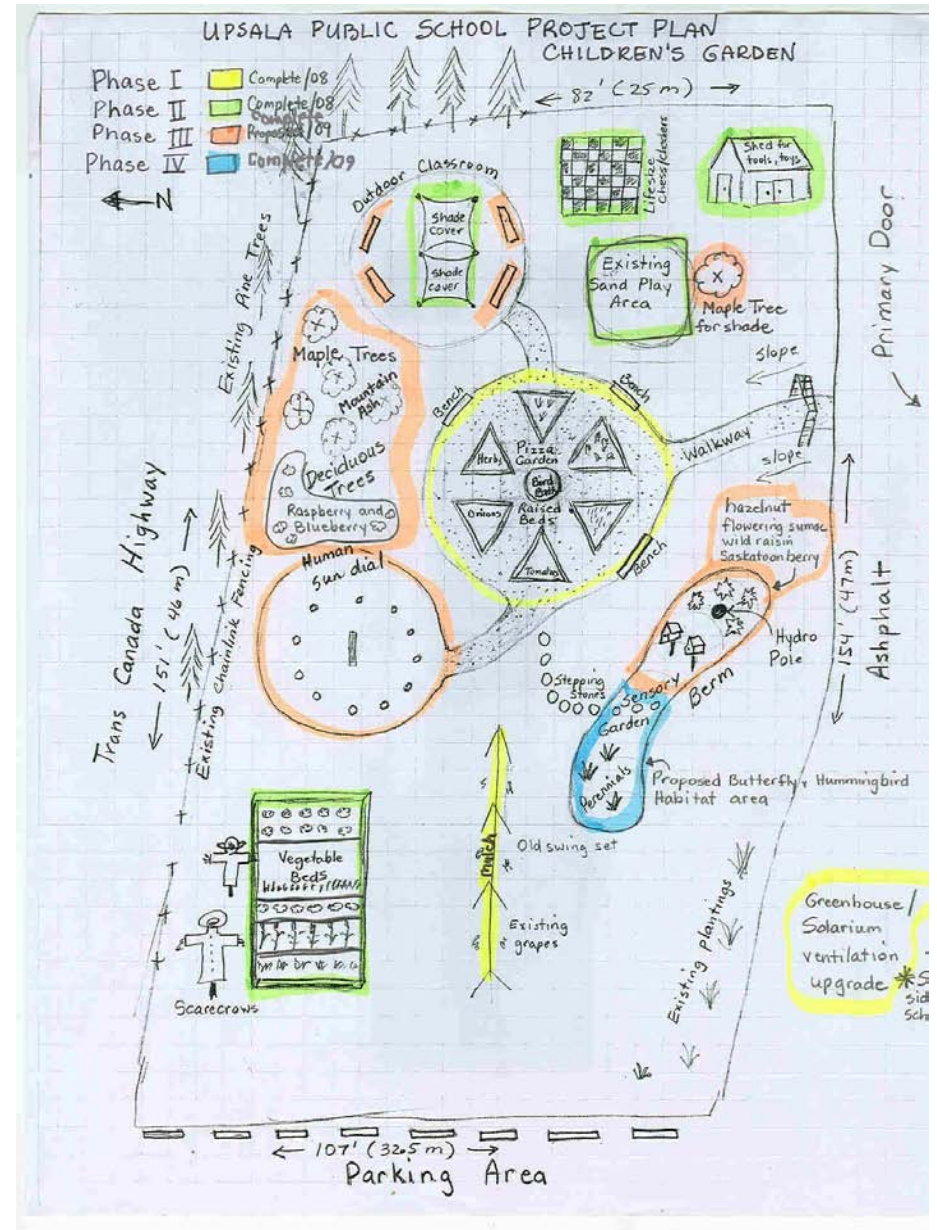 UPSALA PUBLIC SCHOOL PROJECT PLAN
CHILDREN'S GARDEN
Phase I Complete/08
Phase II Complete/08
Phase III Complete Proposed/09
Phase IV Complete/09
N
82' (25 m)
Outdoor Classroom
Shade
cover
Shade
cover
Lifesize
Shed for
tools, toys
Existing
Sand Play
Area
Maple Tree
for shade
Primary Door
Existing Pine Trees
Maple Trees
Mountain
Ash
Deciduous
Trees
Raspberry and
Blueberry
Bench
Bench
Herbs
Pizza
Garden
Bird
Bath
Onions
Raised
Beds
Tomatoes
Bench
Walkway
slope
slope
hazelnut
flowering sumac
wild raisin
Saskatoon berry
Hydro
Pole
154' (47m)
Ashphalt
Trans Canada Highway
151' (46 m)
Existing Chainlink Fencing
Human
Sun dial
Stepping
Stones
Sensory
Garden
Berm
Perennials
Proposed Butterfly, Hummingbird
Habitat area
Vegetable
Beds
Mulch
Old swing set
Existing
grapes
Existing Plantings
Scarecrows
Greenhouse/
Solarium
ventilation
upgrade *S
sid
sch
107' (32.5 m)
Parking Area